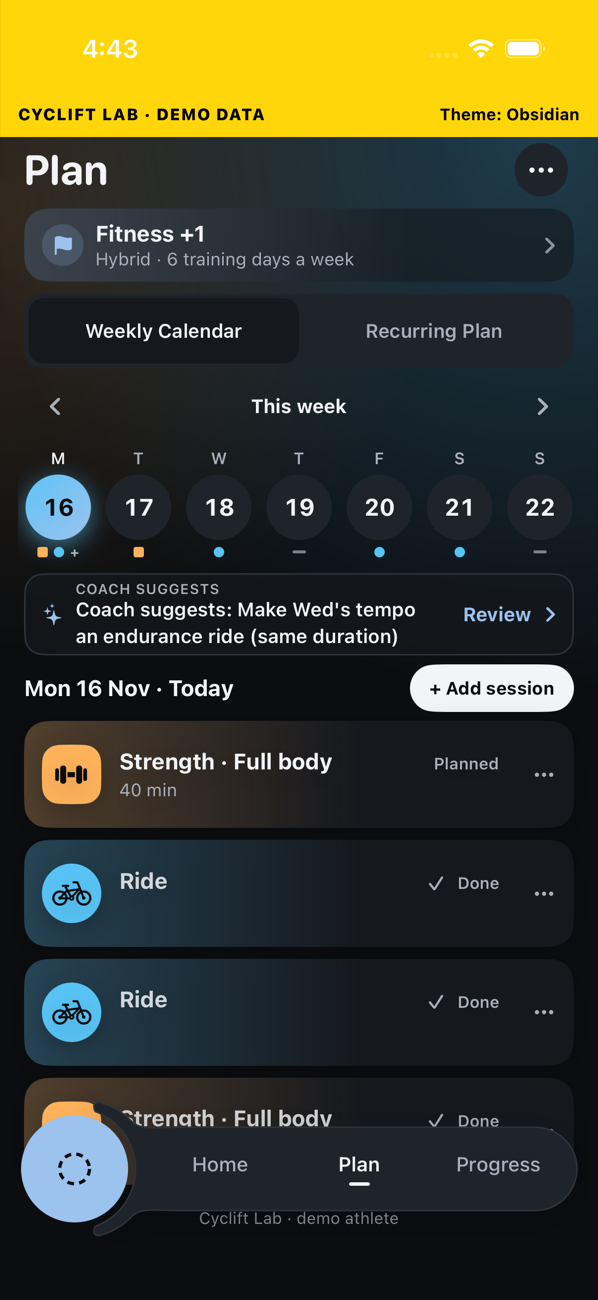 4:43
CYCLIFT LAB · DEMO DATA
Theme: Obsidian
Plan
Fitness +1
Hybrid · 6 training days a week
Weekly Calendar
Recurring Plan
This week
M T W T F S S
16 17 18 19 20 21 22
+
COACH SUGGESTS
Coach suggests: Make Wed's tempo
an endurance ride (same duration)
Review
Mon 16 Nov · Today
+ Add session
Strength · Full body
Planned
40 min
Ride
Done
Ride
Done
Strength · Full body
Done
Home
Plan
Progress
Cyclift Lab · demo athlete